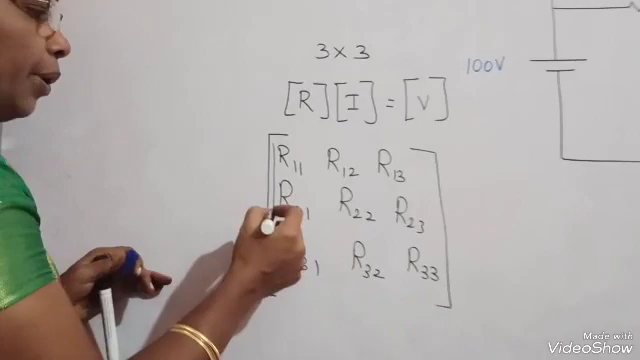 3 × 3
100V
[R] [I] = [V]
R₁₁ R₁₂ R₁₃
R R₂₂ R₂₃
R₃₂ R₃₃
Made with
VideoShow